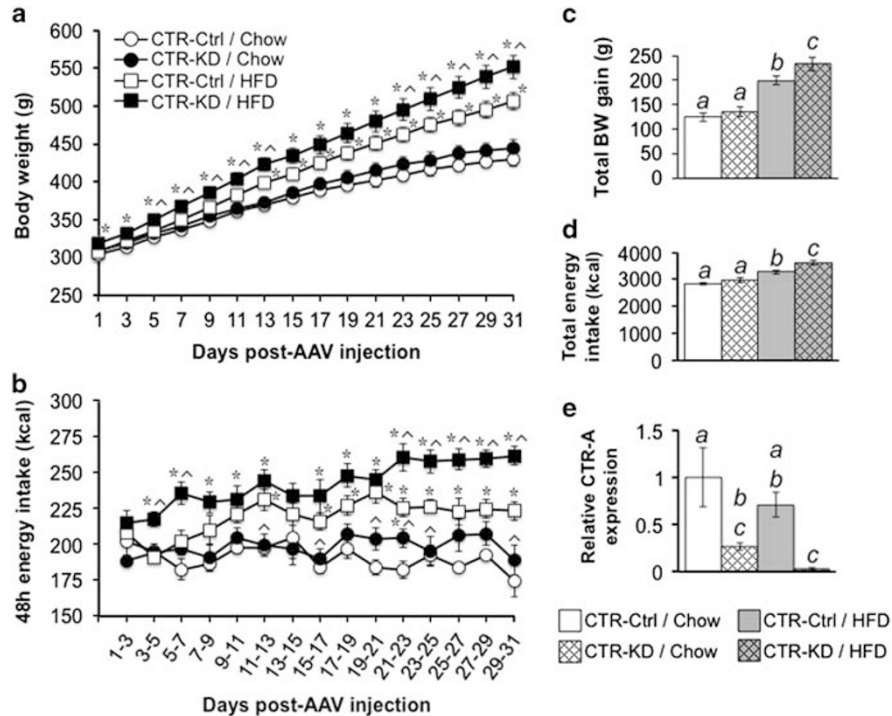 a
Body weight (g)
600
550
500
450
400
350
300
250
CTR-Ctrl / Chow
CTR-KD / Chow
CTR-Ctrl / HFD
CTR-KD / HFD
* * *^ *^ *^ *^ *^ * * * * *^ *^ *^ *^ *^
* * * * * * * * * *
1 3 5 7 9 11 13 15 17 19 21 23 25 27 29 31
Days post-AAV injection
b
48h energy intake (kcal)
300
275
250
225
200
175
150
*^ *^ * * * * * * *^ *^ *^ *^ *^
* * * * * * * * * *
^ ^ ^ *^ ^ ^
1-3 3-5 5-7 7-9 9-11 11-13 13-15 15-17 17-19 19-21 21-23 23-25 25-27 27-29 29-31
Days post-AAV injection
c
Total BW gain (g)
250
200
150
100
50
0
a a b c
d
Total energy
intake (kcal)
4000
3000
2000
1000
0
a a b c
e
Relative CTR-A
expression
1.5
1
0.5
0
a
b
c
a
b
c
CTR-Ctrl / Chow
CTR-Ctrl / HFD
CTR-KD / Chow
CTR-KD / HFD